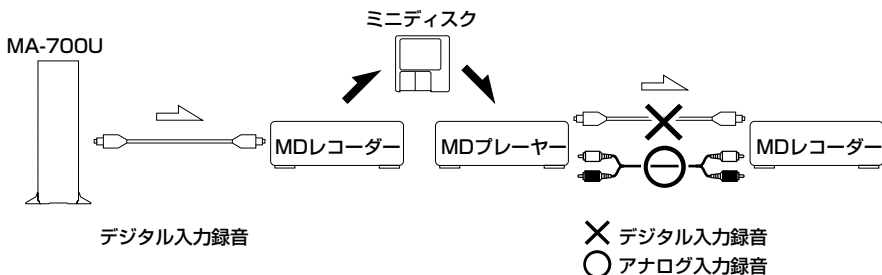 ミニディスク
MA-700U
MDレコーダー
MDプレーヤー
MDレコーダー
デジタル入力録音
デジタル入力録音
アナログ入力録音